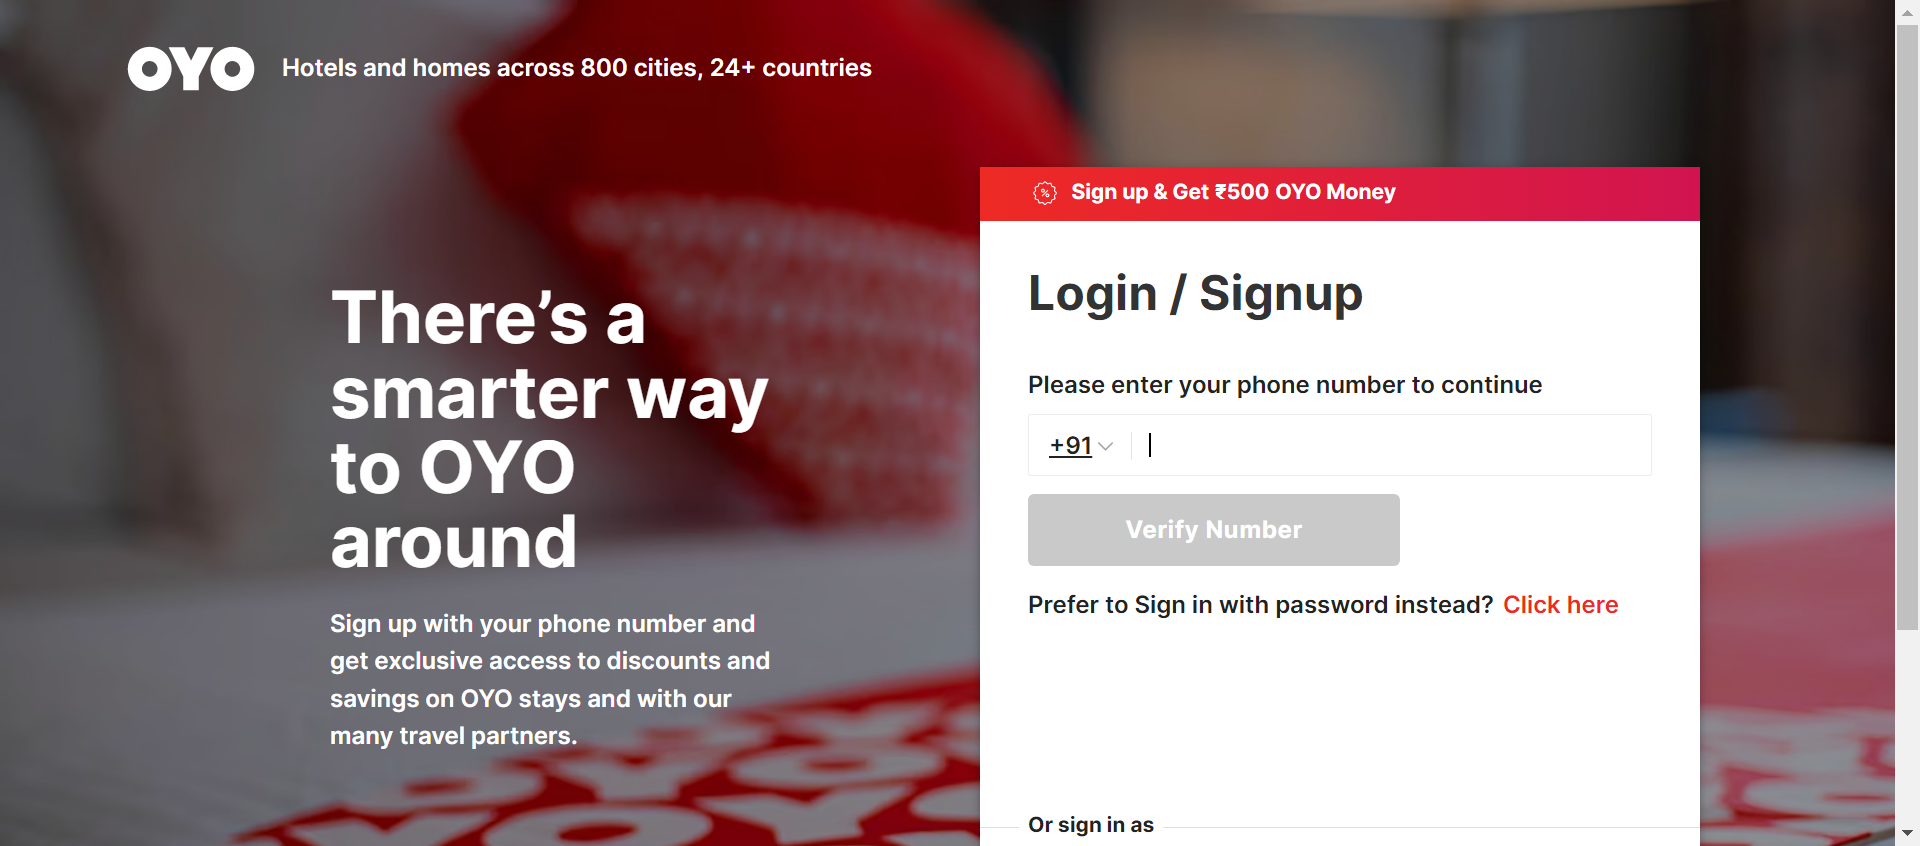 OYO
Hotels and homes across 800 cities, 24+ countries
Sign up & Get ₹500 OYO Money
There’s a
smarter way
to OYO
around
Sign up with your phone number and
get exclusive access to discounts and
savings on OYO stays and with our
many travel partners.
Login / Signup
Please enter your phone number to continue
+91
Verify Number
Prefer to Sign in with password instead? Click here
Or sign in as